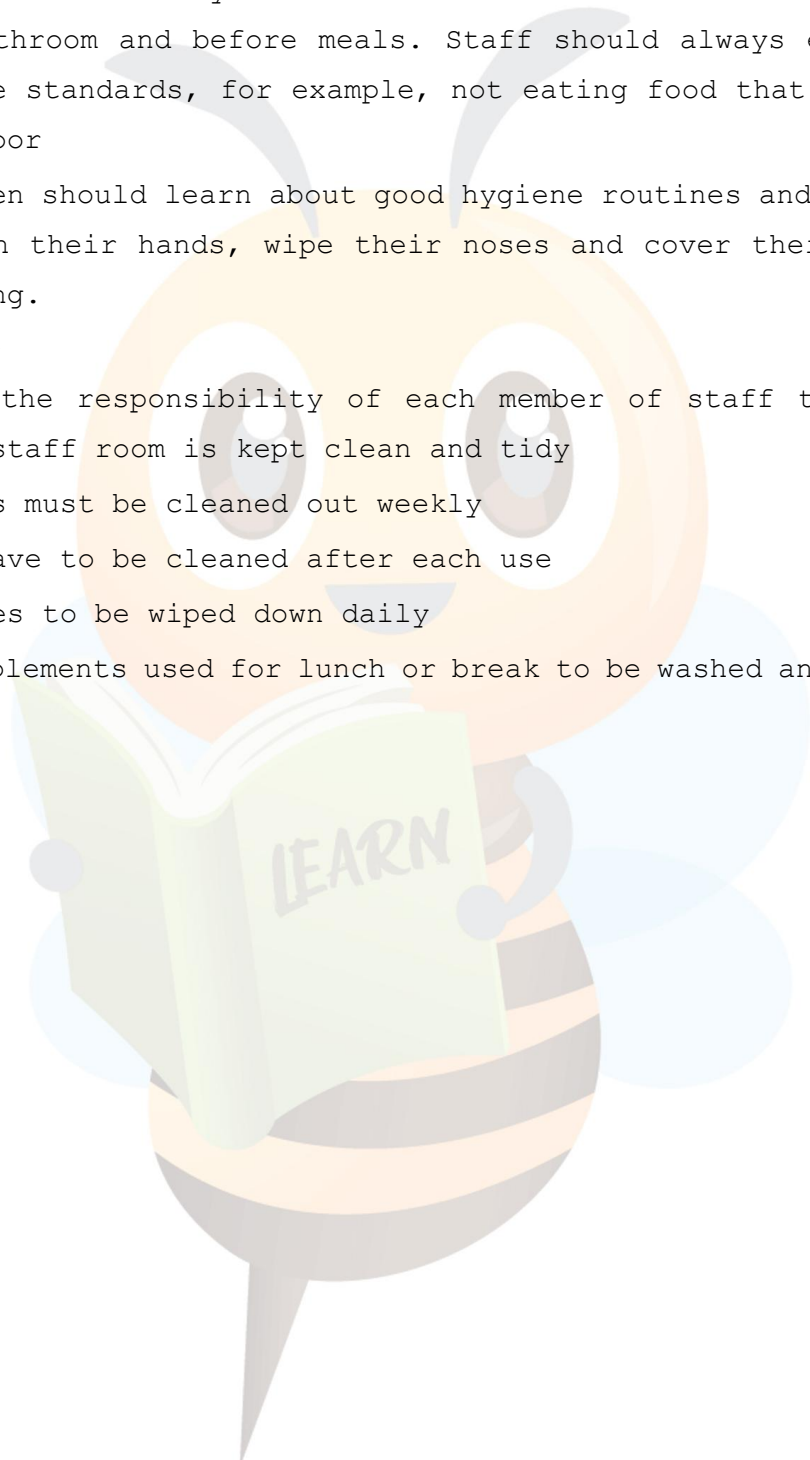 throom and before meals. Staff should always
e standards, for example, not eating food that
oor
en should learn about good hygiene routines and
n their hands, wipe their noses and cover thei
ng.
the responsibility of each member of staff t
staff room is kept clean and tidy
s must be cleaned out weekly
ave to be cleaned after each use
es to be wiped down daily
plements used for lunch or break to be washed an
LEARN